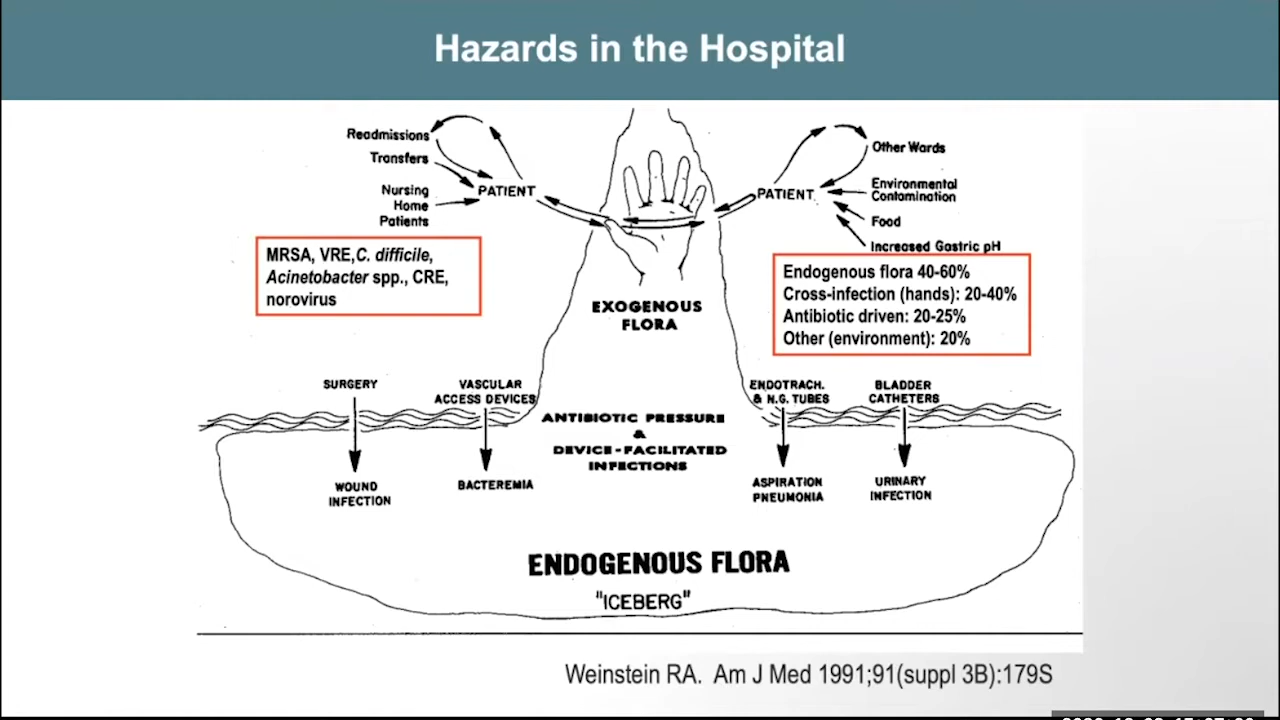 Hazards in the Hospital
Readmissions
Transfers
Nursing
Home
Patients
PATIENT
PATIENT
Other Wards
Environmental
Contamination
Food
Increased Gastric pH
MRSA, VRE,C. difficile,
Acinetobacter spp., CRE,
norovirus
Endogenous flora 40-60%
Cross-infection (hands): 20-40%
Antibiotic driven: 20-25%
Other (environment): 20%
EXOGENOUS
FLORA
SURGERY
VASCULAR
ACCESS DEVICES
ANTIBIOTIC PRESSURE
&
DEVICE-FACILITATED
INFECTIONS
ENDOTRACH.
& N.G. TUBES
BLADDER
CATHETERS
WOUND
INFECTION
BACTEREMIA
ASPIRATION
PNEUMONIA
URINARY
INFECTION
ENDOGENOUS FLORA
"ICEBERG"
Weinstein RA. Am J Med 1991;91(suppl 3B):179S